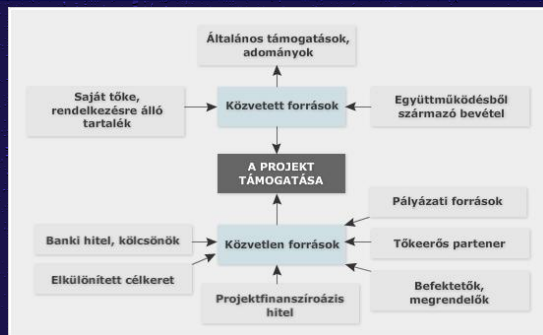 Általános támogatások,
adományok
Saját tőke,
rendelkezésre álló
tartalék
Közvetett források
Együttműködésből
származó bevétel
A PROJEKT
TÁMOGATÁSA
Pályázati források
Banki hitel, kölcsönök
Közvetlen források
Tőkeerős partener
Elkülönített célkeret
Projektfinanszíroázis
hitel
Befektetők,
megrendelők